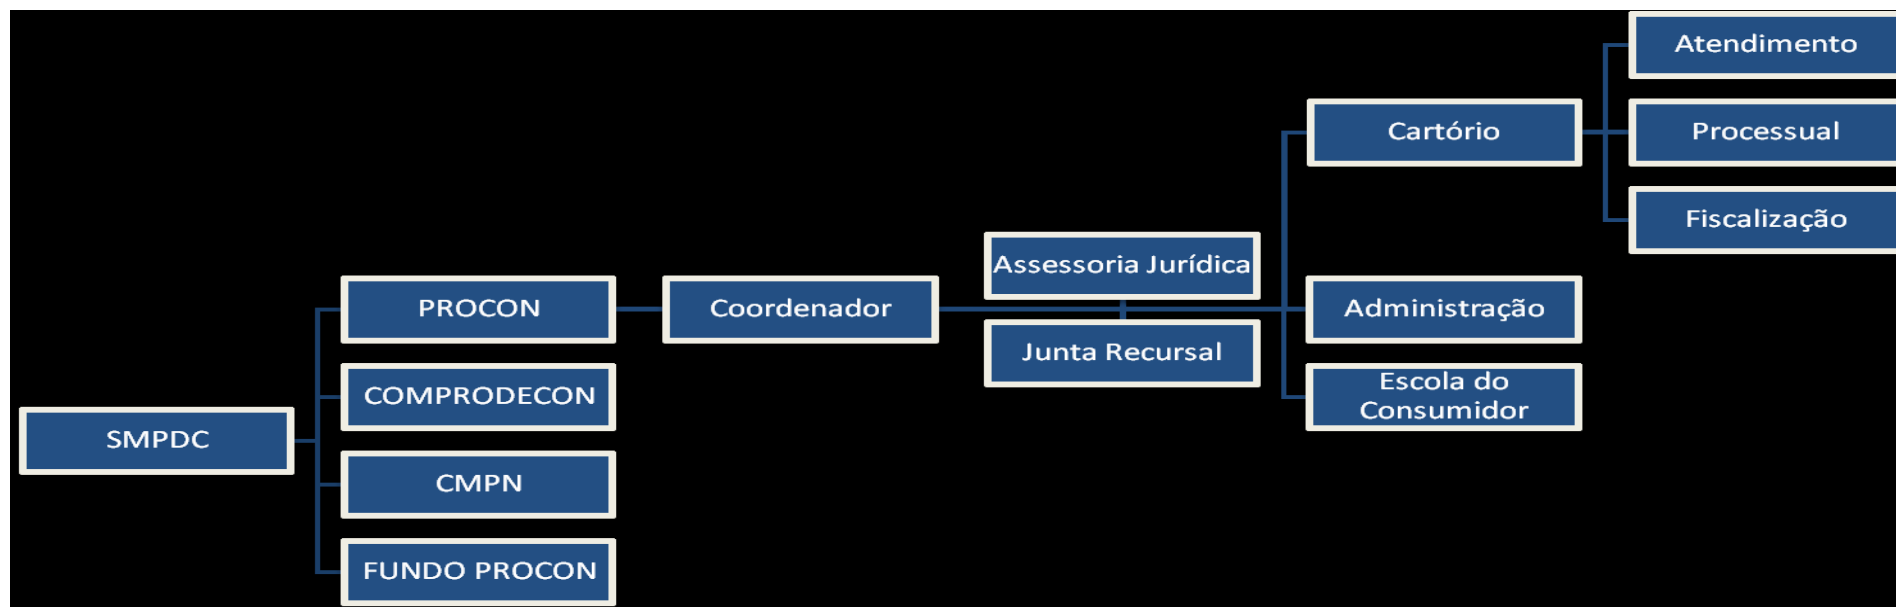 SMPDC
PROCON
COMPRODECON
CMPN
FUNDO PROCON
Coordenador
Assessoria Jurídica
Junta Recursal
Cartório
Administração
Escola do
Consumidor
Atendimento
Processual
Fiscalização